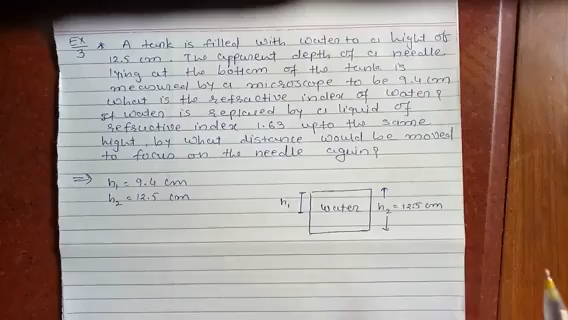 Ex/3 * A tank is filled with water to a hight of
12.5 cm. The apparent depth of a needle
lying at the bottom of the tank is
measured by a microscope to be 9.4 cm
what is the refractive index of water?
If water is replaced by a liquid of
refractive index 1.63 upto the same
hight, by what distance would be moved
to focus on the needle again?
⇒ h₁ = 9.4 cm
h₂ = 12.5 cm
h₁ water h₂ = 12.5 cm